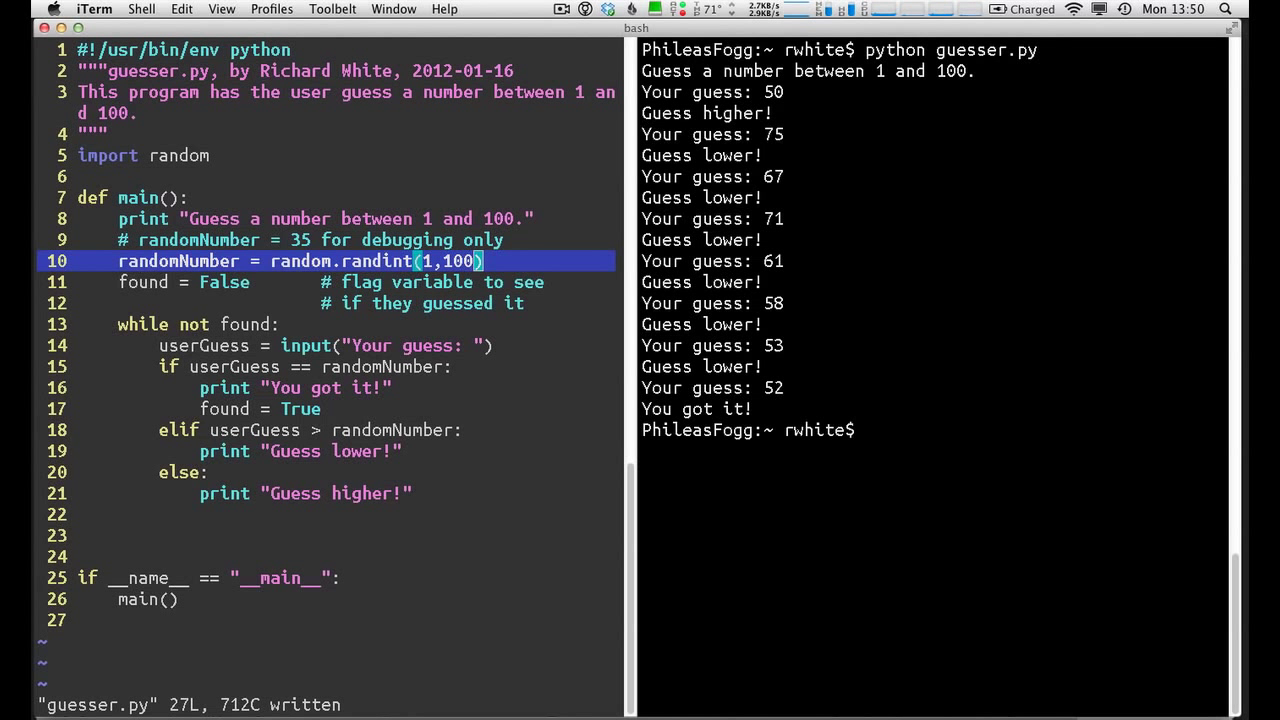 iTerm Shell Edit View Profiles Toolbelt Window Help 71° 2.7KB/s 2.9KB/s Charged Mon 13:50
bash
1 #!/usr/bin/env python
2 """guesser.py, by Richard White, 2012-01-16
3 This program has the user guess a number between 1 an
d 100.
4 """
5 import random
6
7 def main():
8 print "Guess a number between 1 and 100."
9 # randomNumber = 35 for debugging only
10 randomNumber = random.randint(1,100)
11 found = False # flag variable to see
12 # if they guessed it
13 while not found:
14 userGuess = input("Your guess: ")
15 if userGuess == randomNumber:
16 print "You got it!"
17 found = True
18 elif userGuess > randomNumber:
19 print "Guess lower!"
20 else:
21 print "Guess higher!"
22
23
24
25 if __name__ == "__main__":
26 main()
27
~
~
~
"guesser.py" 27L, 712C written
PhileasFogg:~ rwhite$ python guesser.py
Guess a number between 1 and 100.
Your guess: 50
Guess higher!
Your guess: 75
Guess lower!
Your guess: 67
Guess lower!
Your guess: 71
Guess lower!
Your guess: 61
Guess lower!
Your guess: 58
Guess lower!
Your guess: 53
Guess lower!
Your guess: 52
You got it!
PhileasFogg:~ rwhite$